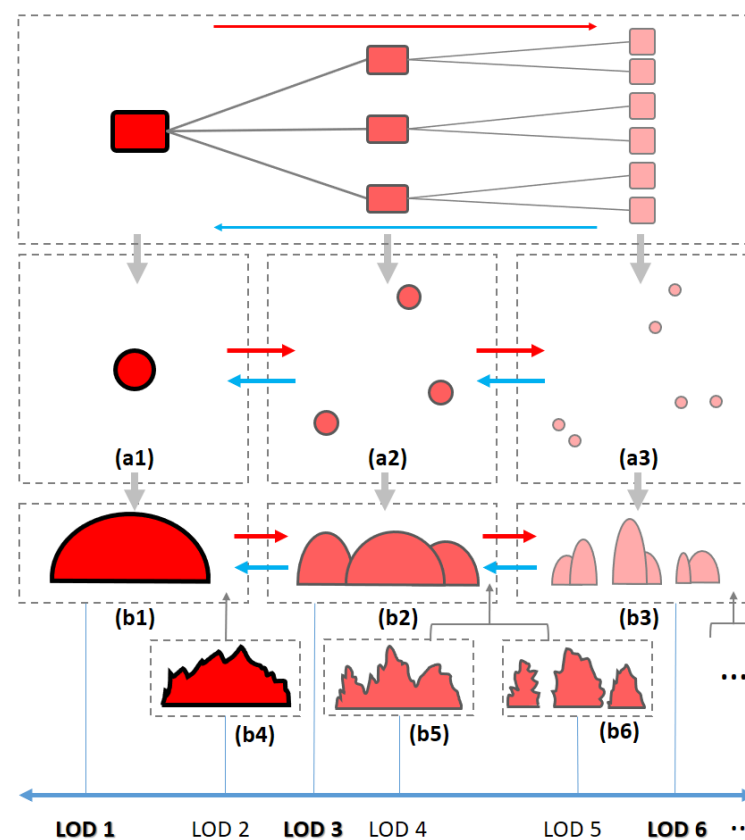 (a1) (a2) (a3)
(b1) (b2) (b3)
...
(b4) (b5) (b6)
LOD 1 LOD 2 LOD 3 LOD 4 LOD 5 LOD 6 ...